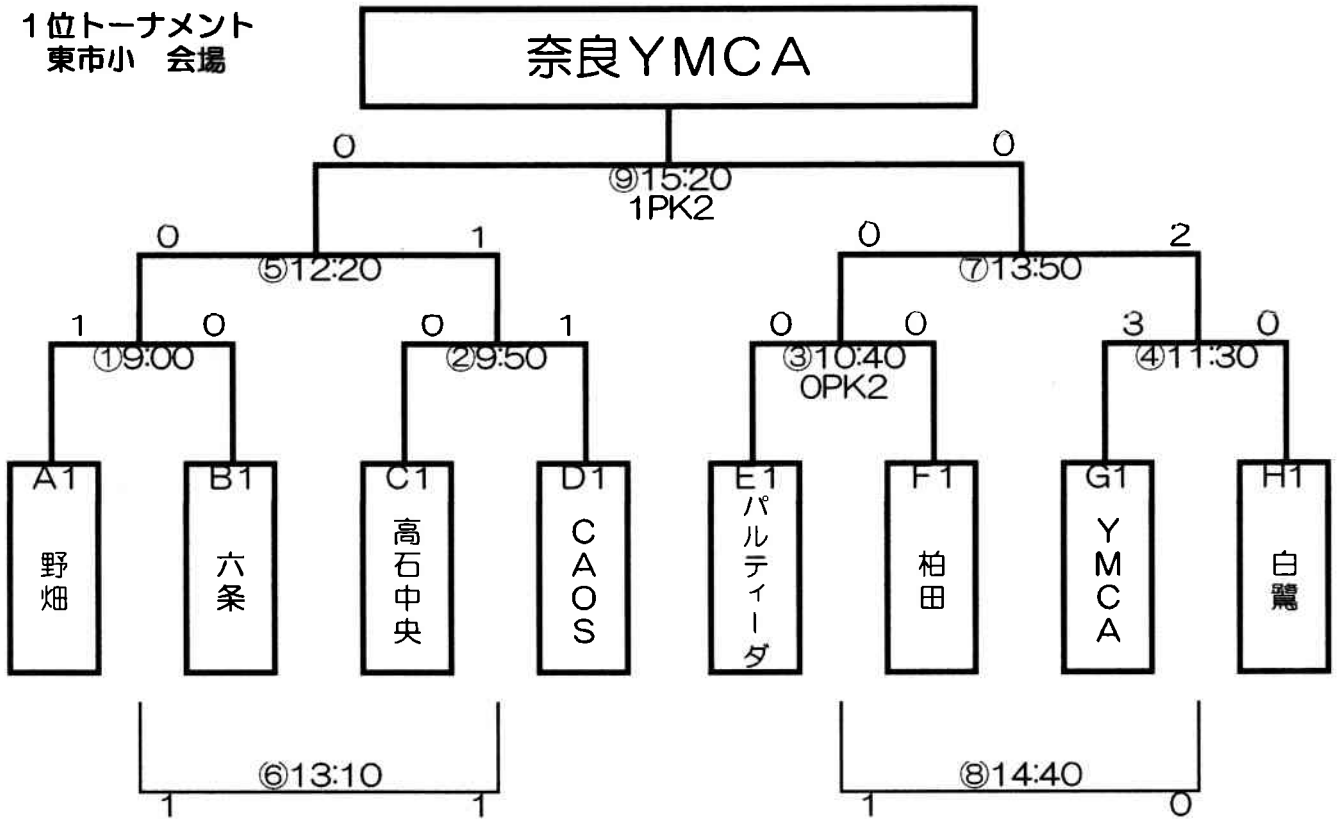 1位トーナメント
東市小 会場
奈良YMCA
0 0
⑨15:20
1PK2
0 1 0 2
⑤12:20 ⑦13:50
1 0 0 1 0 0 3 0
①9:00 ②9:50 ③10:40 ④11:30
0PK2
A1 B1 C1 D1 E1 F1 G1 H1
野畑
六条
高石中央
CAOS
パルティーダ
柏田
YMCA
白鷺
⑥13:10 ⑧14:40
1 1 1 0